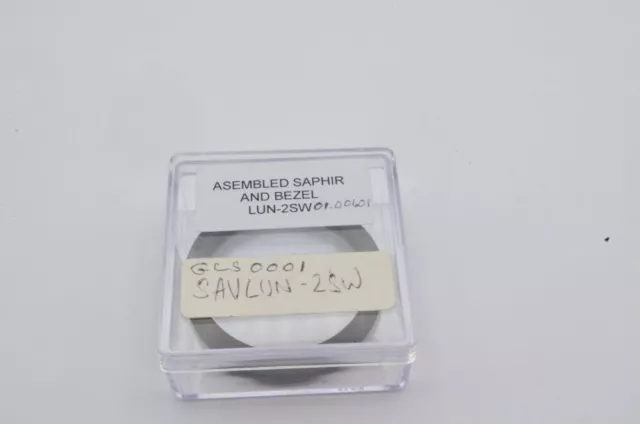 ASEMBLED SAPHIR
AND BEZEL
LUN-2SW
GLS0001
SAVLUN-2SW